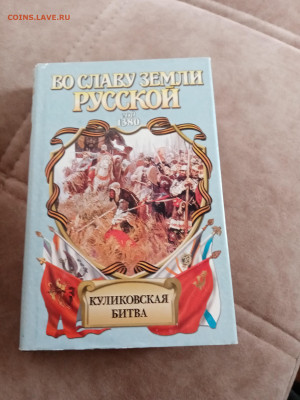 COINS.LAVE.RU
ВО СЛАВУ ЗЕМЛИ
РУССКОЙ
1380
КУЛИКОВСКАЯ
БИТВА